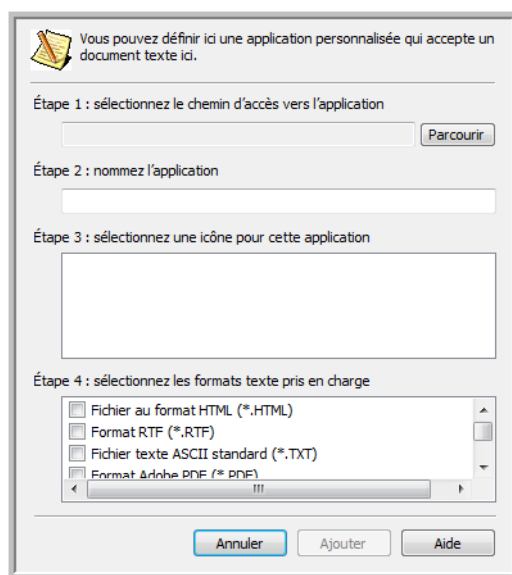 Vous pouvez définir ici une application personnalisée qui accepte un
document texte ici.
Étape 1 : sélectionnez le chemin d'accès vers l'application
Parcourir
Étape 2 : nommez l'application
Étape 3 : sélectionnez une icône pour cette application
Étape 4 : sélectionnez les formats texte pris en charge
Fichier au format HTML (*.HTML)
Format RTF (*.RTF)
Fichier texte ASCII standard (*.TXT)
Format Adobe PDF (*.PDF)
Annuler
Ajouter
Aide